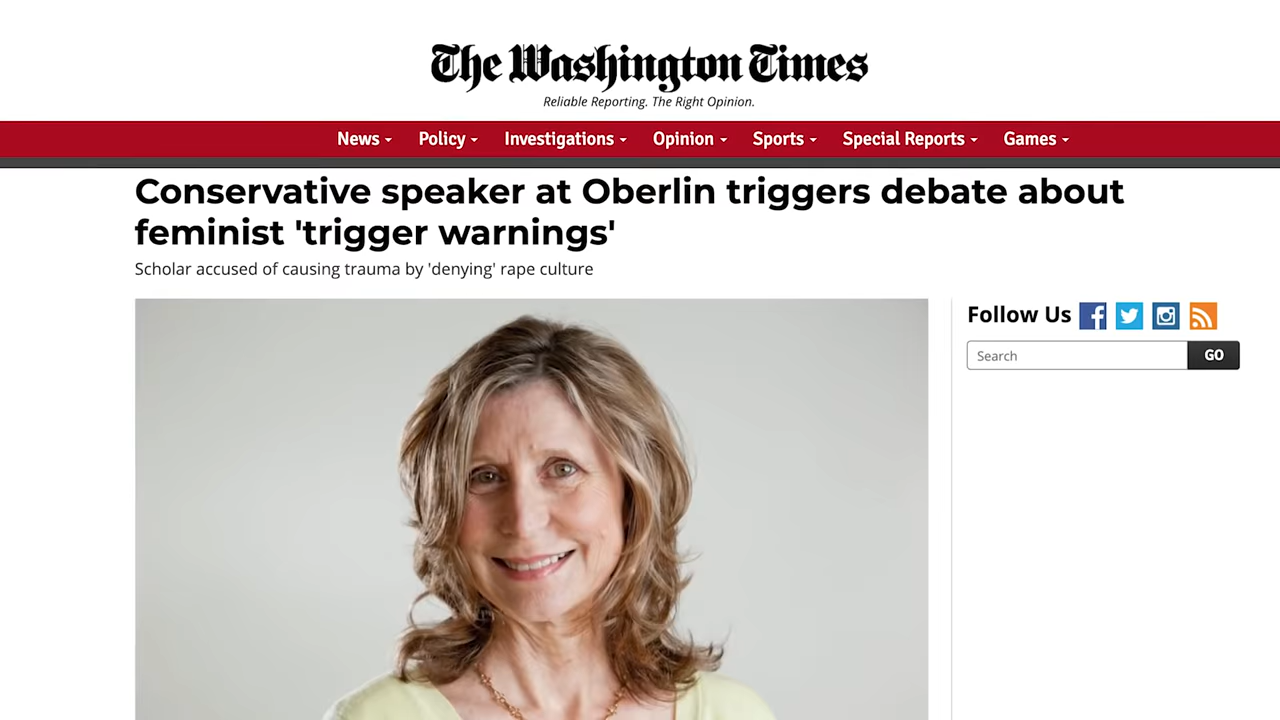 The Washington Times
Reliable Reporting. The Right Opinion.
News Policy Investigations Opinion Sports Special Reports Games
Conservative speaker at Oberlin triggers debate about
feminist 'trigger warnings'
Scholar accused of causing trauma by 'denying' rape culture
Follow Us
Search GO